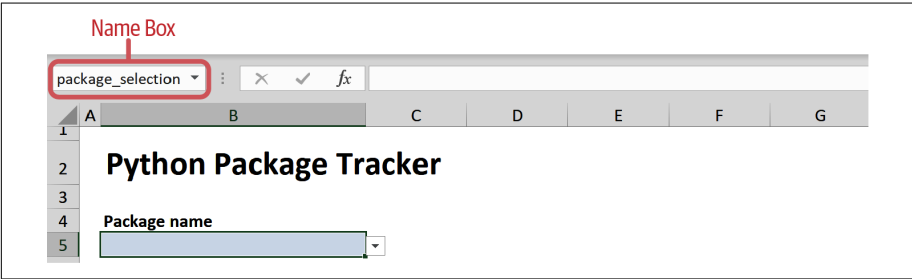 Name Box
package_selection fx
A B C D E F G
1
2 Python Package Tracker
3
4 Package name
5